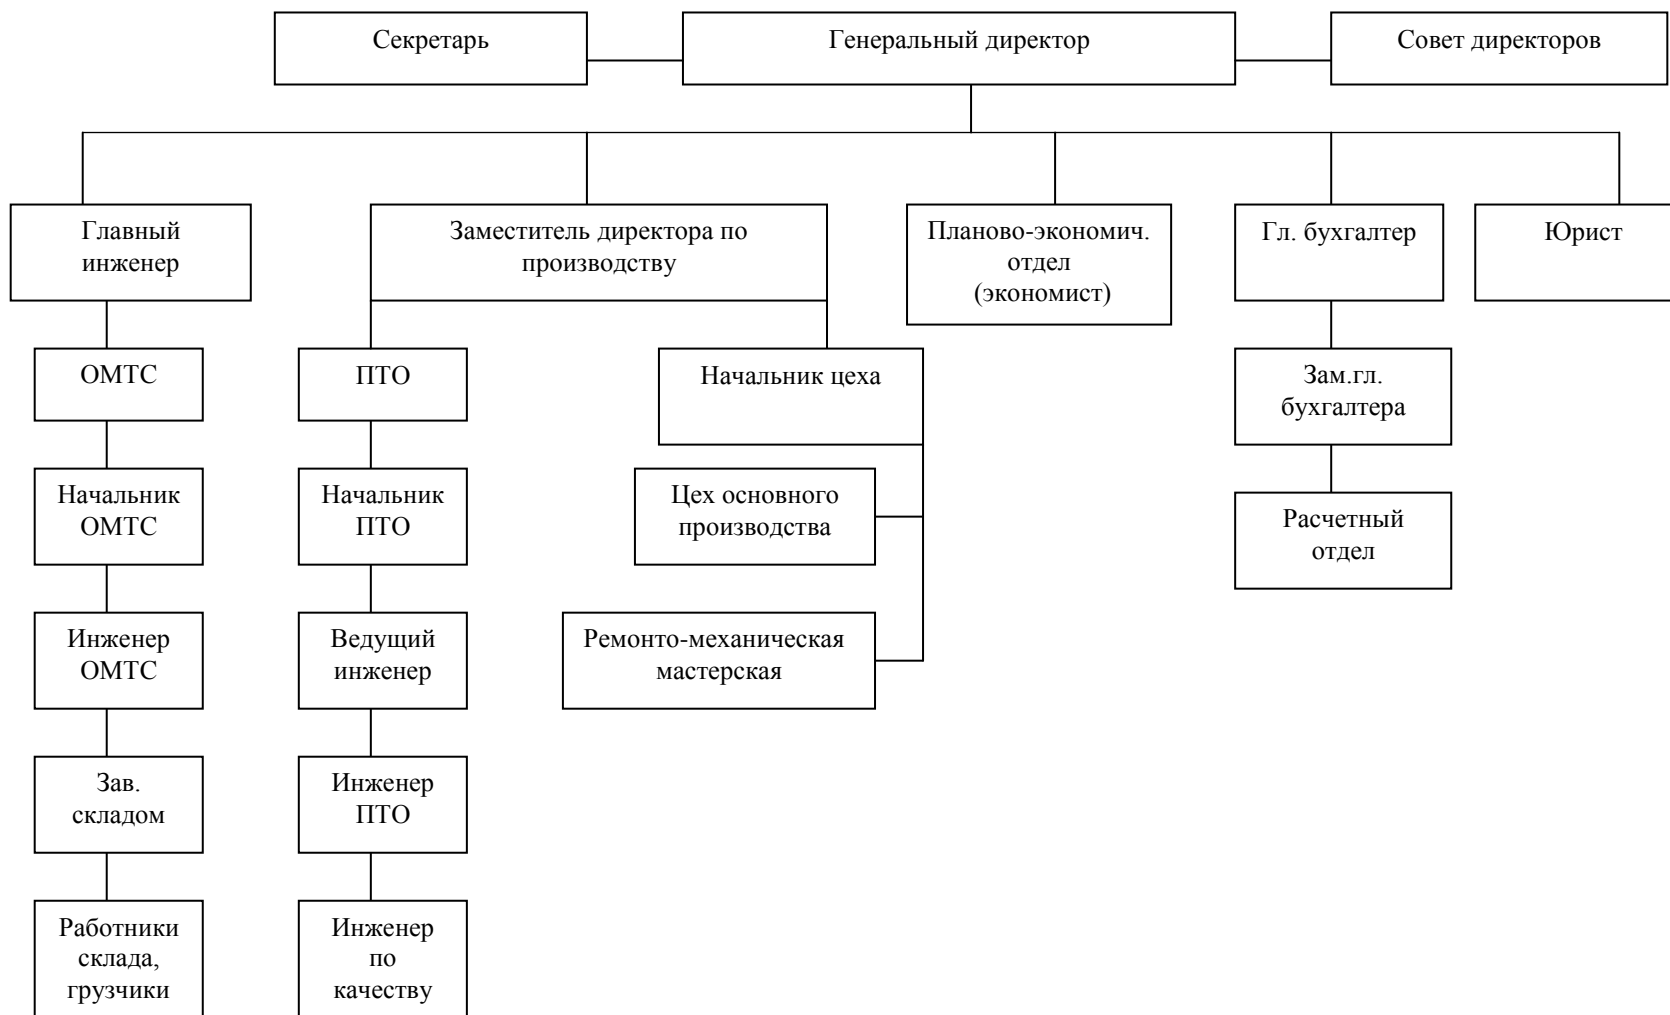 Секретарь
Генеральный директор
Совет директоров
Главный
инженер
Заместитель директора по
производству
Планово-экономич.
отдел
(экономист)
Гл. бухгалтер
Юрист
ОМТС
ПТО
Начальник цеха
Зам.гл.
бухгалтера
Начальник
ОМТС
Начальник
ПТО
Цех основного
производства
Расчетный
отдел
Инженер
ОМТС
Ведущий
инженер
Ремонто-механическая
мастерская
Зав.
складом
Инженер
ПТО
Работники
склада,
грузчики
Инженер
по
качеству